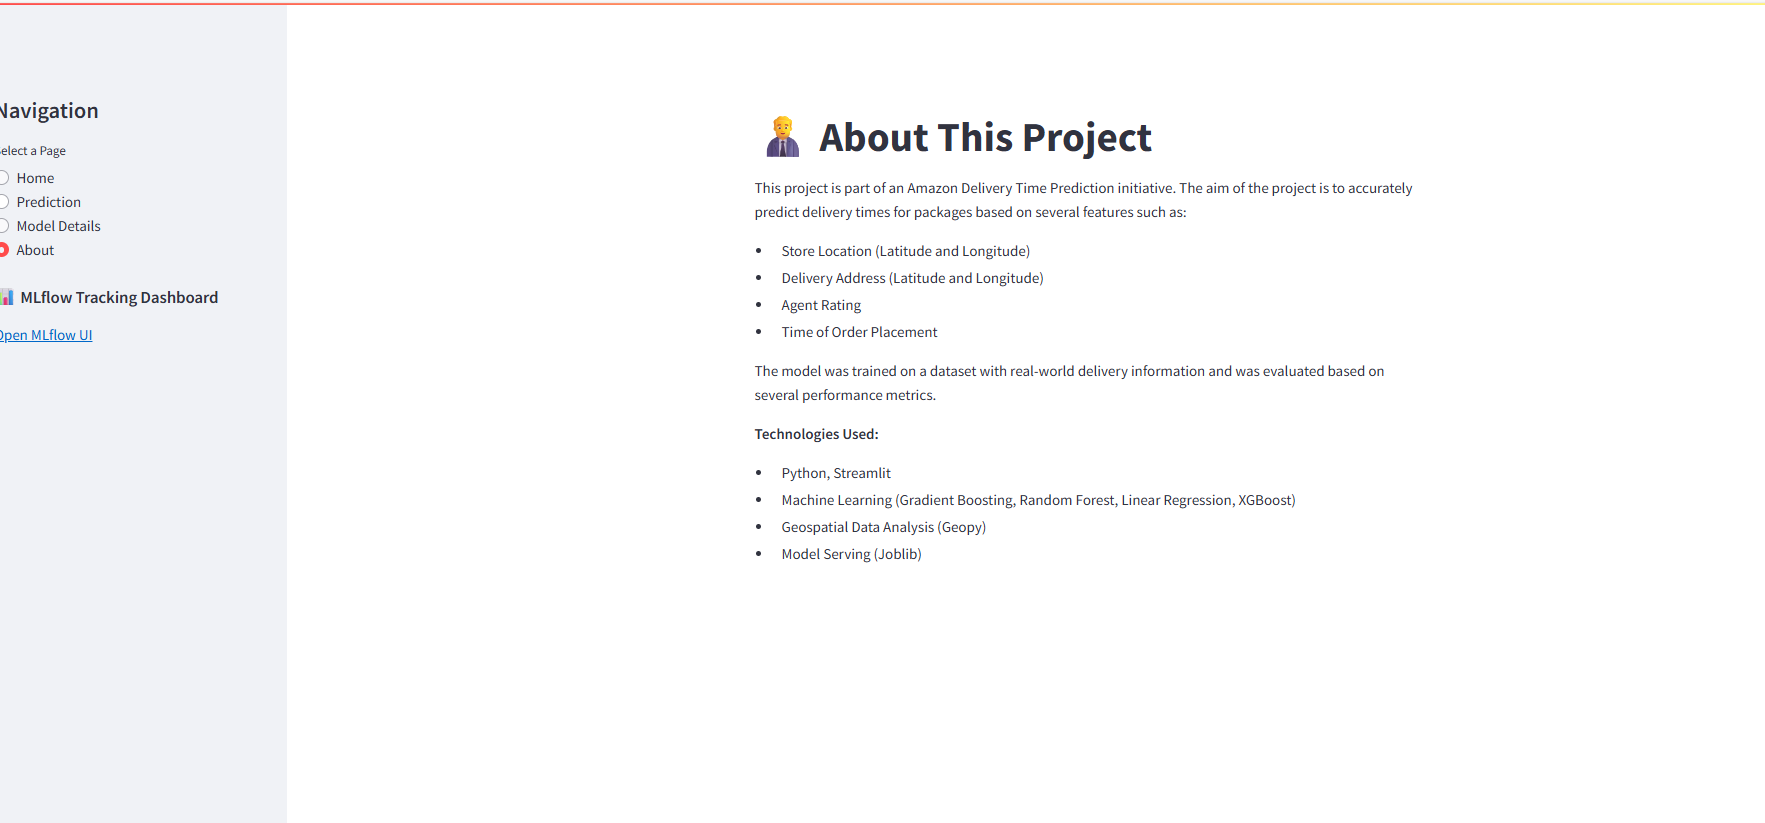 Navigation
Select a Page
Home
Prediction
Model Details
About
MLflow Tracking Dashboard
Open MLflow UI
About This Project
This project is part of an Amazon Delivery Time Prediction initiative. The aim of the project is to accurately
predict delivery times for packages based on several features such as:
Store Location (Latitude and Longitude)
Delivery Address (Latitude and Longitude)
Agent Rating
Time of Order Placement
The model was trained on a dataset with real-world delivery information and was evaluated based on
several performance metrics.
Technologies Used:
Python, Streamlit
Machine Learning (Gradient Boosting, Random Forest, Linear Regression, XGBoost)
Geospatial Data Analysis (Geopy)
Model Serving (Joblib)